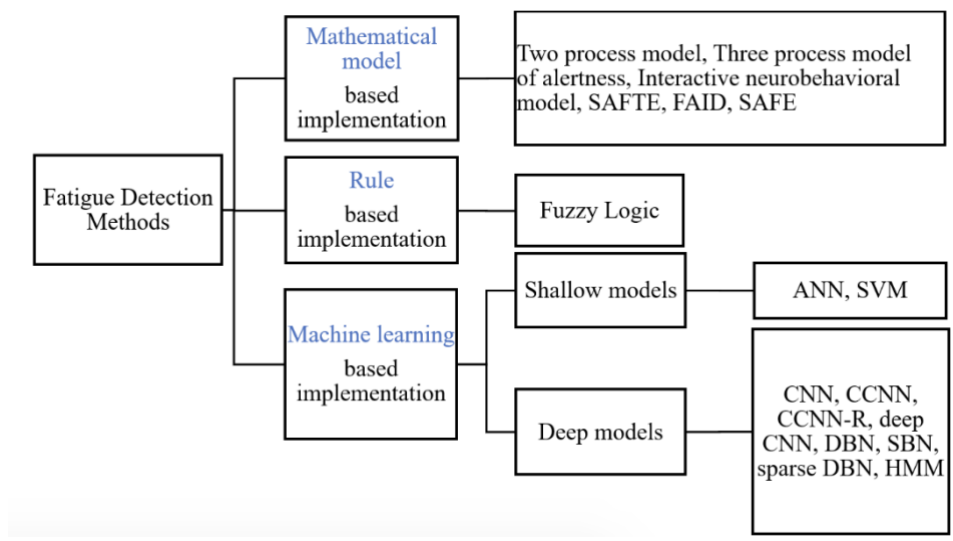 Fatigue Detection
Methods
Mathematical
model
based
implementation
Two process model, Three process model
of alertness, Interactive neurobehavioral
model, SAFTE, FAID, SAFE
Rule
based
implementation
Fuzzy Logic
Machine learning
based
implementation
Shallow models
ANN, SVM
Deep models
CNN, CCNN,
CCNN-R, deep
CNN, DBN, SBN,
sparse DBN, HMM